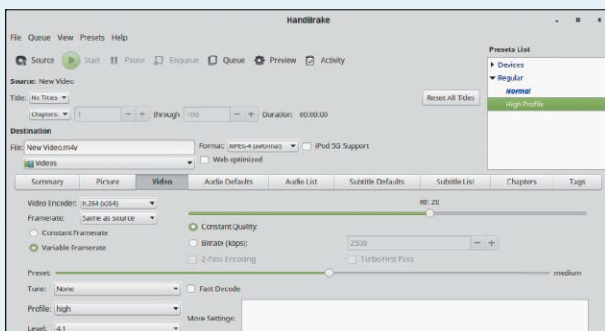 HandBrake
File Queue View Presets Help
Source Start Pause Enqueue Queue Preview Activity
Presets List
Devices
Regular
Normal
High Profile
Source: New Video
Title: No Titles
Reset All Titles
Chapters: 1 through 100 Duration: 00:00:00
Destination
File: New Video.m4v Format: MPEG-4 (avformat) iPod 5G Support
Videos Web optimized
Summary Picture Video Audio Defaults Audio List Subtitle Defaults Subtitle List Chapters Tags
Video Encoder: H.264 (x264) RF: 20
Framerate: Same as source Constant Quality:
Constant Framerate Bitrate (kbps): 2500
Variable Framerate 2-Pass Encoding Turbo First Pass
Preset: medium
Tune: None Fast Decode
Profile: high
More Settings:
Level: 4.1